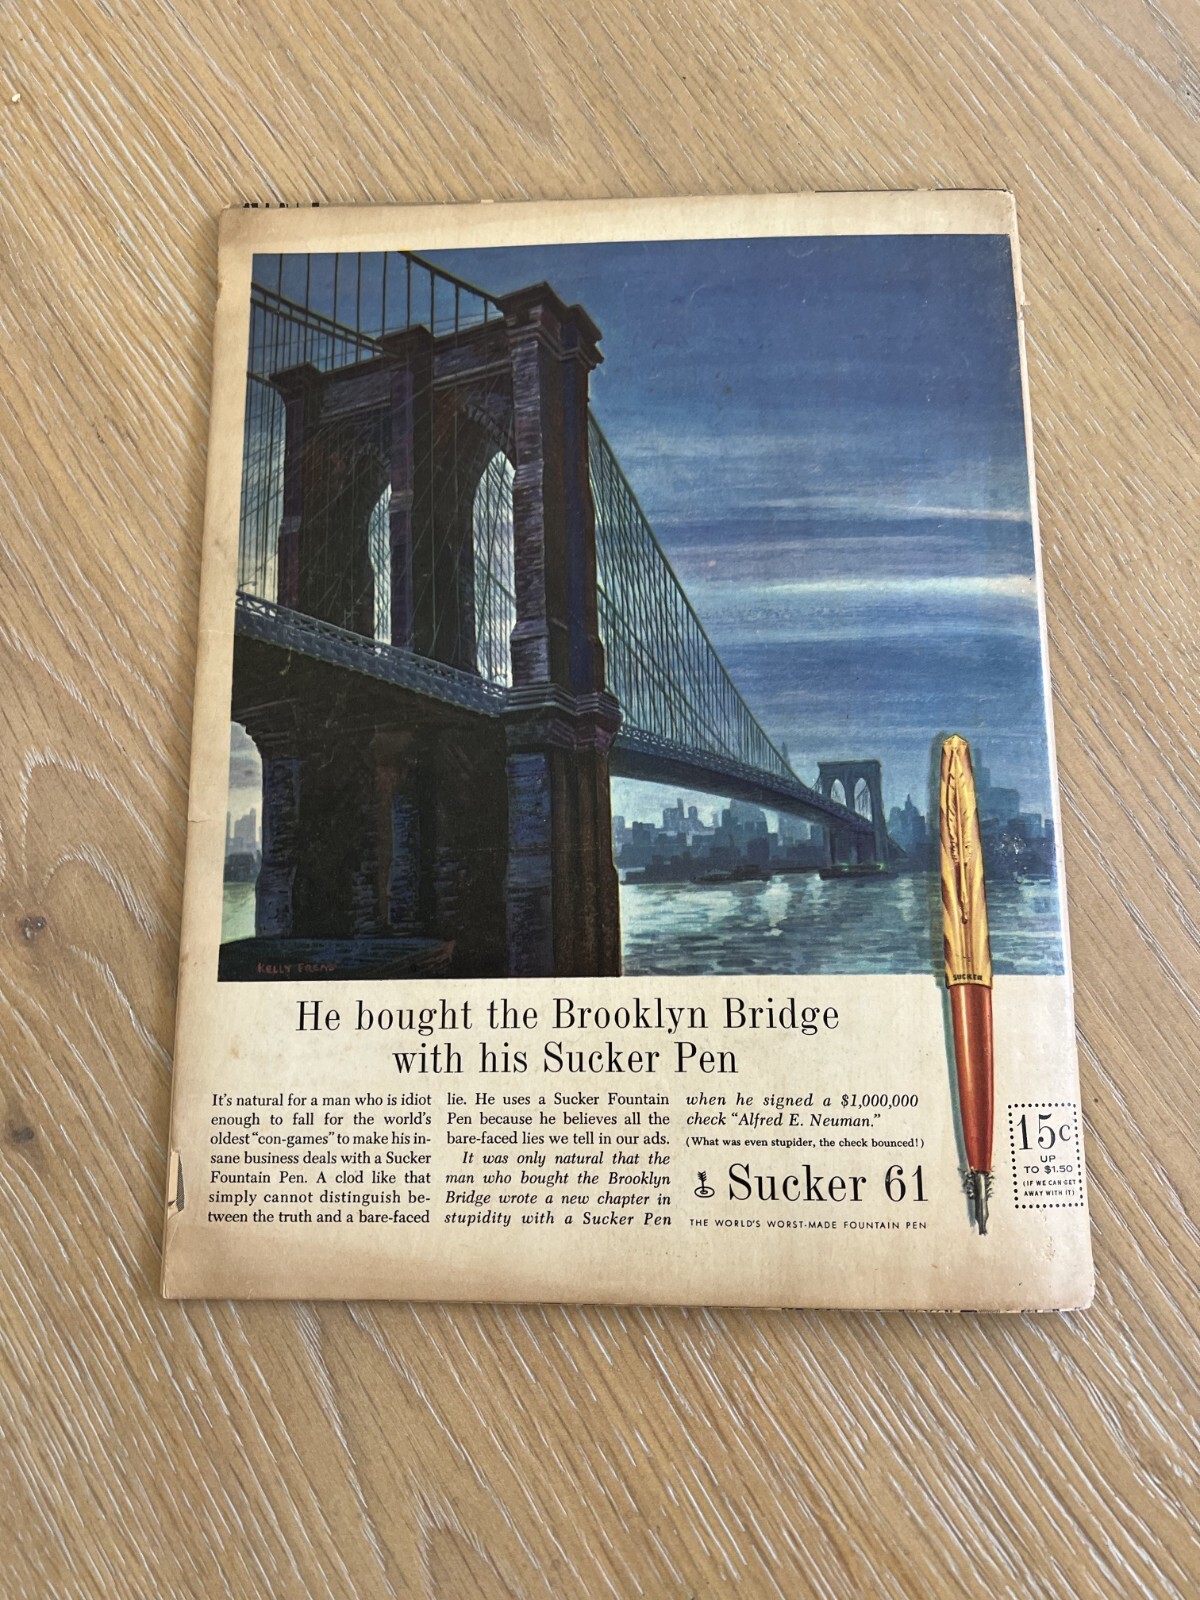 KELLY FREAS
SUCKER
He bought the Brooklyn Bridge
with his Sucker Pen
It's natural for a man who is idiot
enough to fall for the world's
oldest "con-games" to make his in-
sane business deals with a Sucker
Fountain Pen. A clod like that
simply cannot distinguish be-
tween the truth and a bare-faced
lie. He uses a Sucker Fountain
Pen because he believes all the
bare-faced lies we tell in our ads.
It was only natural that the
man who bought the Brooklyn
Bridge wrote a new chapter in
stupidity with a Sucker Pen
when he signed a $1,000,000
check "Alfred E. Neuman."
(What was even stupider, the check bounced!)
Sucker 61
THE WORLD'S WORST-MADE FOUNTAIN PEN
15c
UP
TO $1.50
(IF WE CAN GET
AWAY WITH IT)